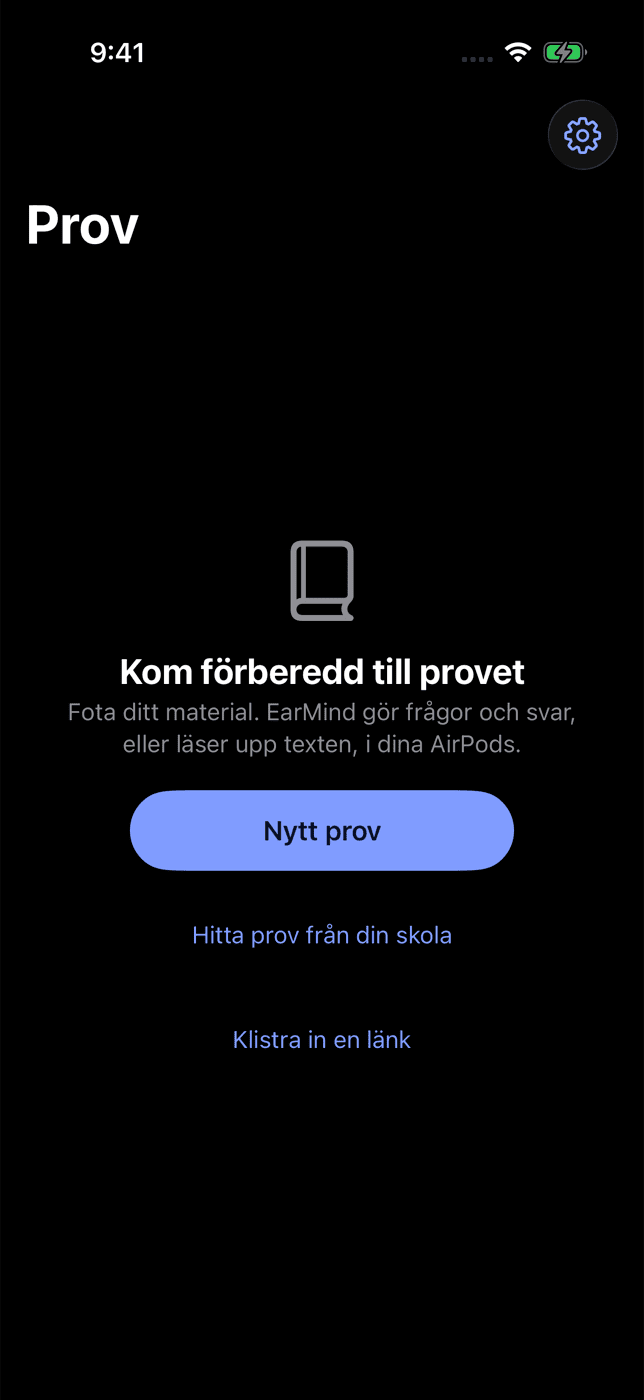 9:41
Prov
Kom förberedd till provet
Fota ditt material. EarMind gör frågor och svar,
eller läser upp texten, i dina AirPods.
Nytt prov
Hitta prov från din skola
Klistra in en länk